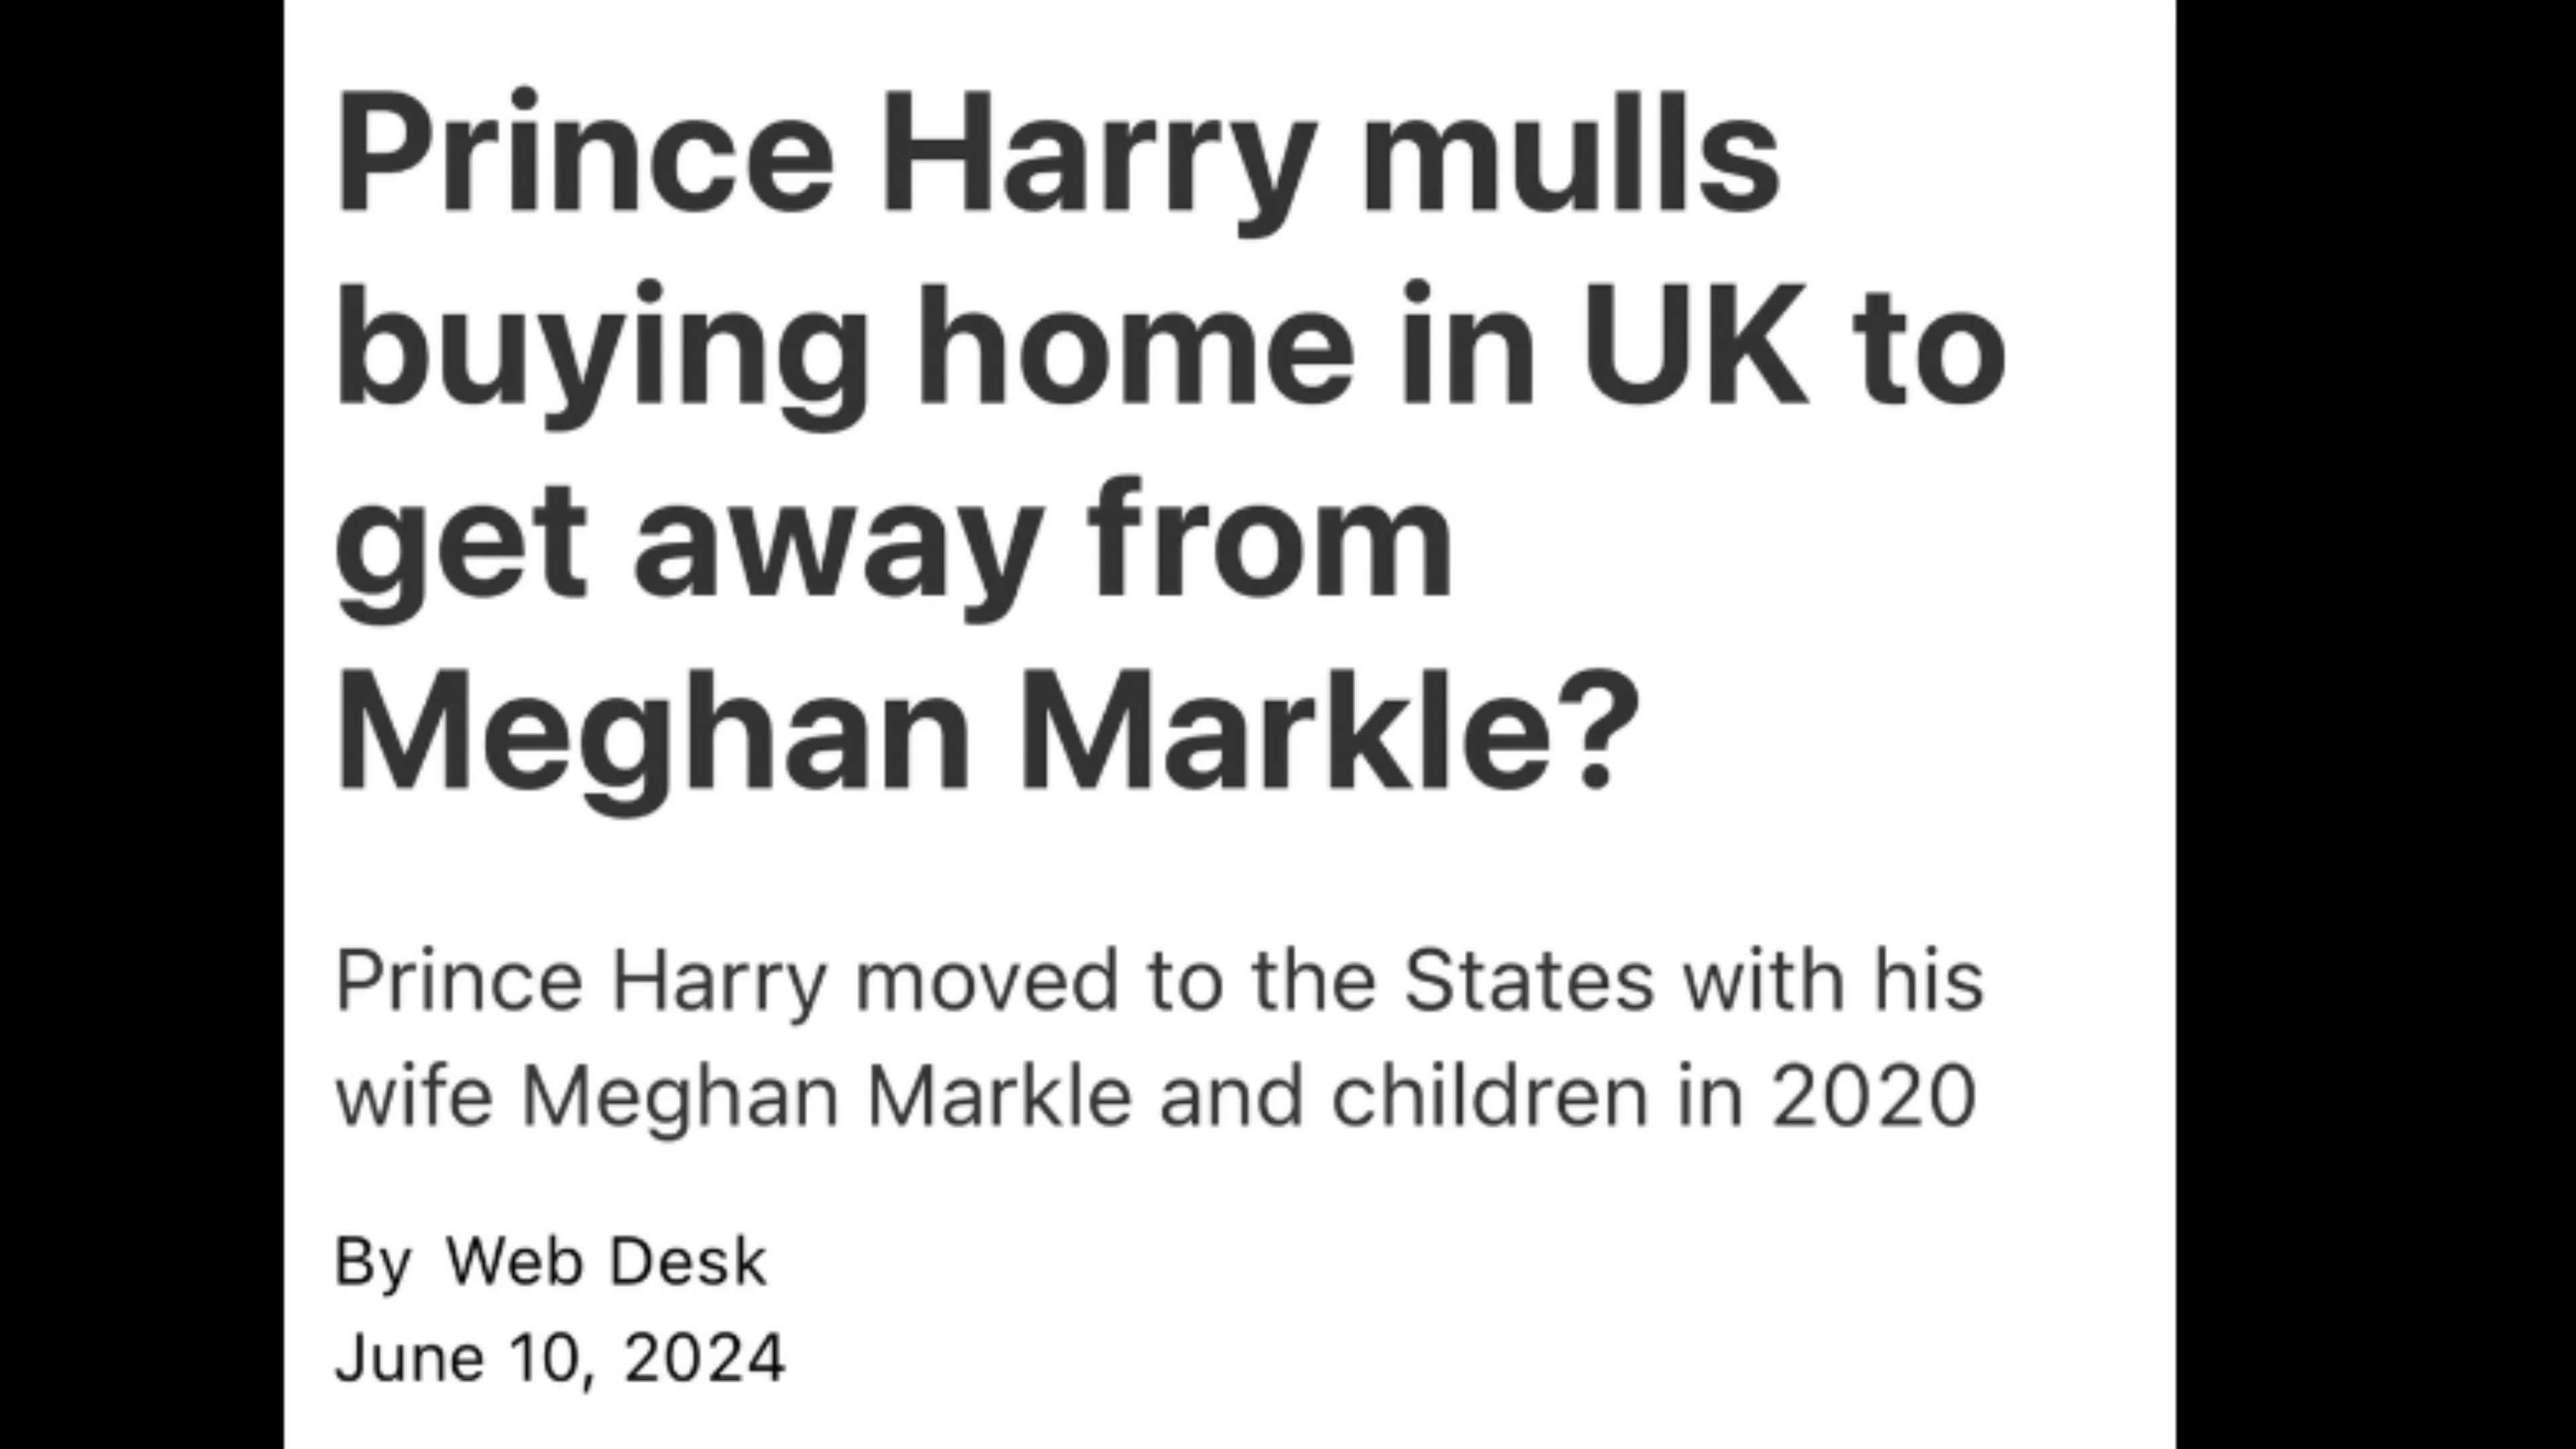 Prince Harry mulls
buying home in UK to
get away from
Meghan Markle?
Prince Harry moved to the States with his
wife Meghan Markle and children in 2020
By Web Desk
June 10, 2024